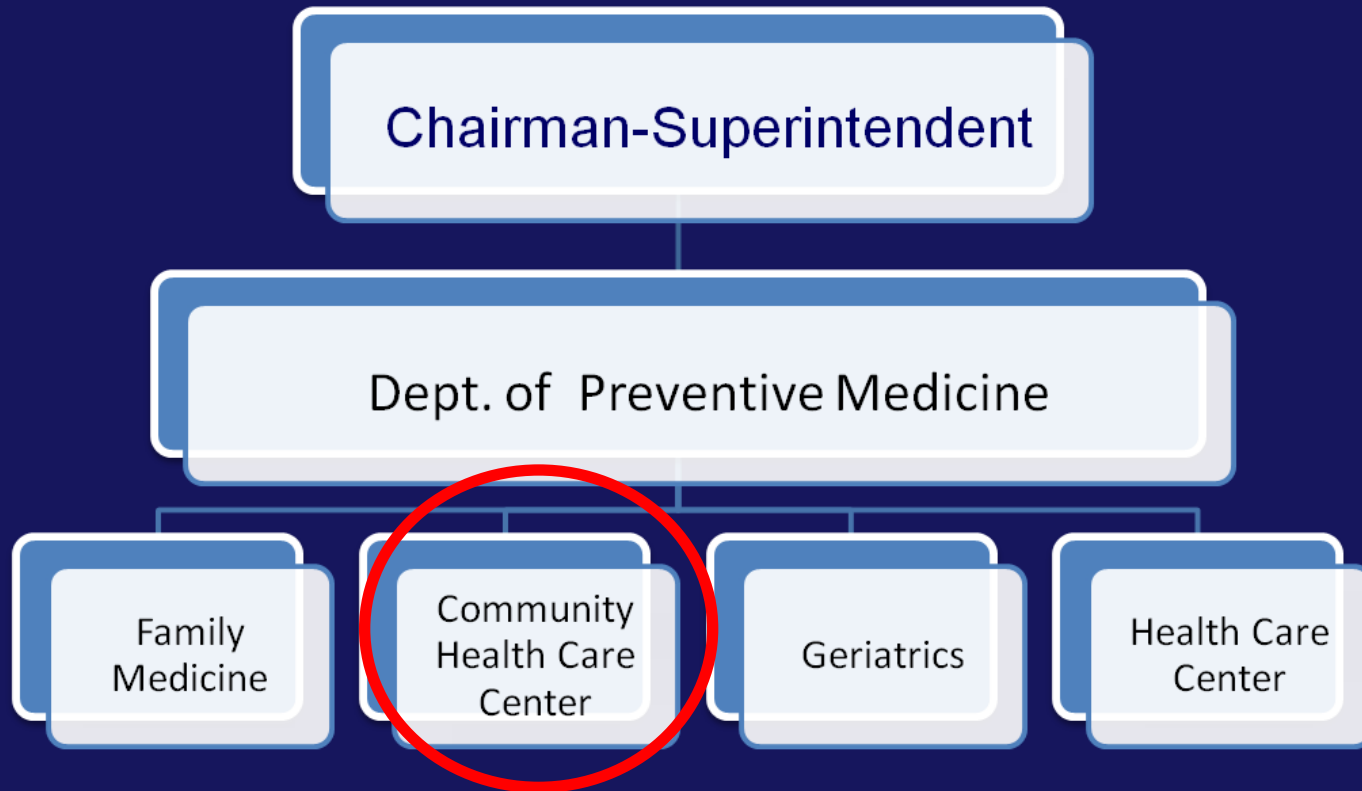 Chairman-Superintendent
Dept. of Preventive Medicine
Family
Medicine
Community
Health Care
Center
Geriatrics
Health Care
Center